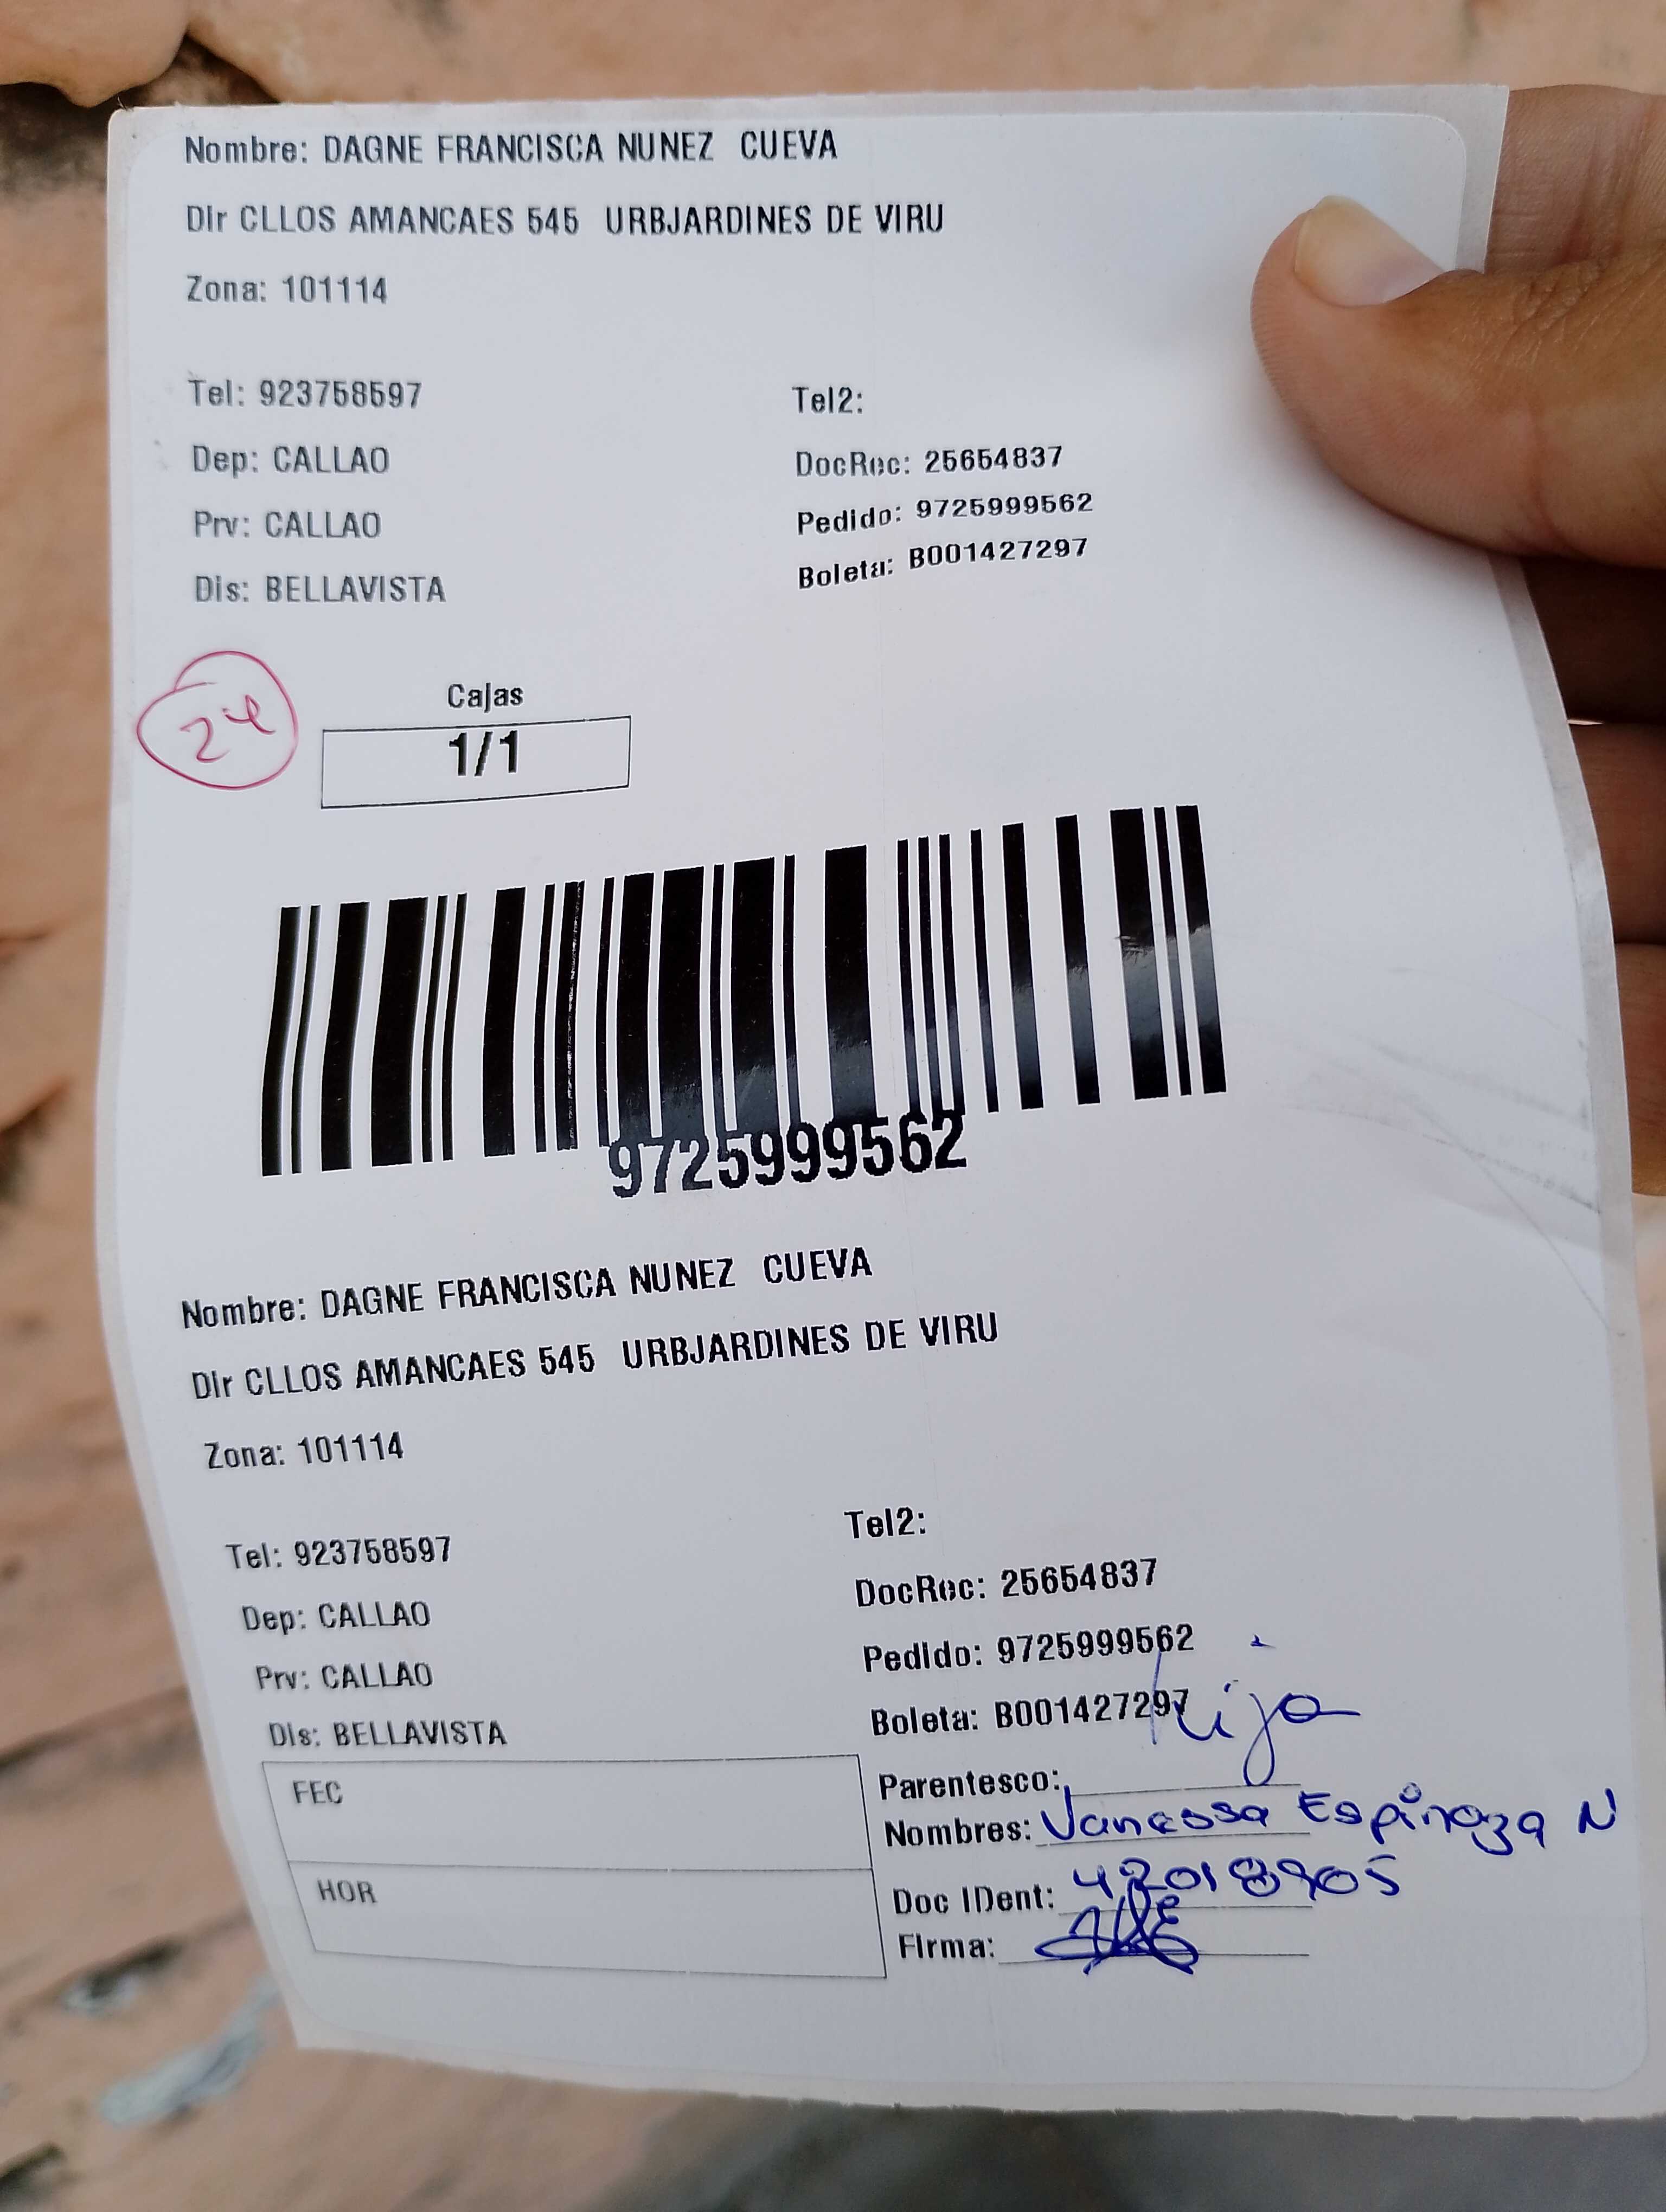 Nombre: DAGNE FRANCISCA NUNEZ CUEVA
Dir CLLOS AMANCAES 545 URBJARDINES DE VIRU
Zona: 101114
Tel: 923758597
Tel2:
Dep: CALLAO
DocRec: 25654837
Prv: CALLAO
Pedido: 9725999562
Dis: BELLAVISTA
Boleta: B001427297
24
Cajas
1/1
9725999562
Nombre: DAGNE FRANCISCA NUNEZ CUEVA
Dir CLLOS AMANCAES 545 URBJARDINES DE VIRU
Zona: 101114
Tel: 923758597
Tel2:
Dep: CALLAO
DocRec: 25654837
Prv: CALLAO
Pedido: 9725999562
Dis: BELLAVISTA
Boleta: B001427297
FEC
HOR
Parentesco: hija
Nombres: Vanessa Espinoza N
Doc IDent: 42018905
Firma: